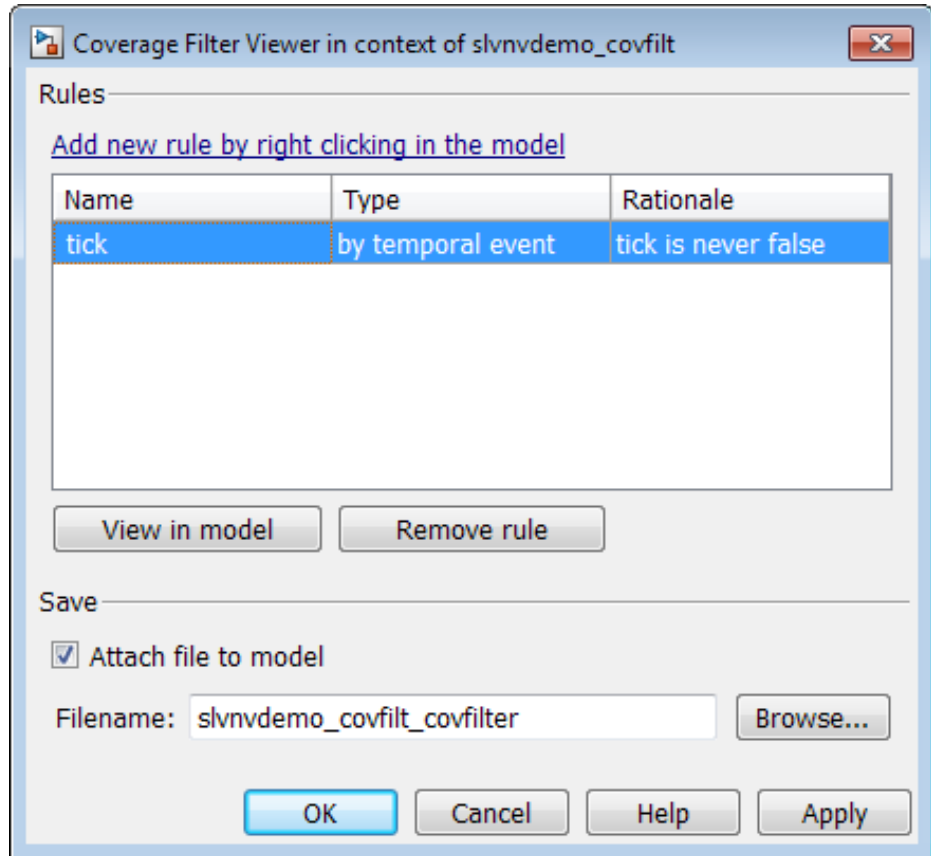 Coverage Filter Viewer in context of slvnvdemo_covfilt
Rules
Add new rule by right clicking in the model
Name Type Rationale
tick by temporal event tick is never false
View in model Remove rule
Save
Attach file to model
Filename: slvnvdemo_covfilt_covfilter Browse...
OK Cancel Help Apply